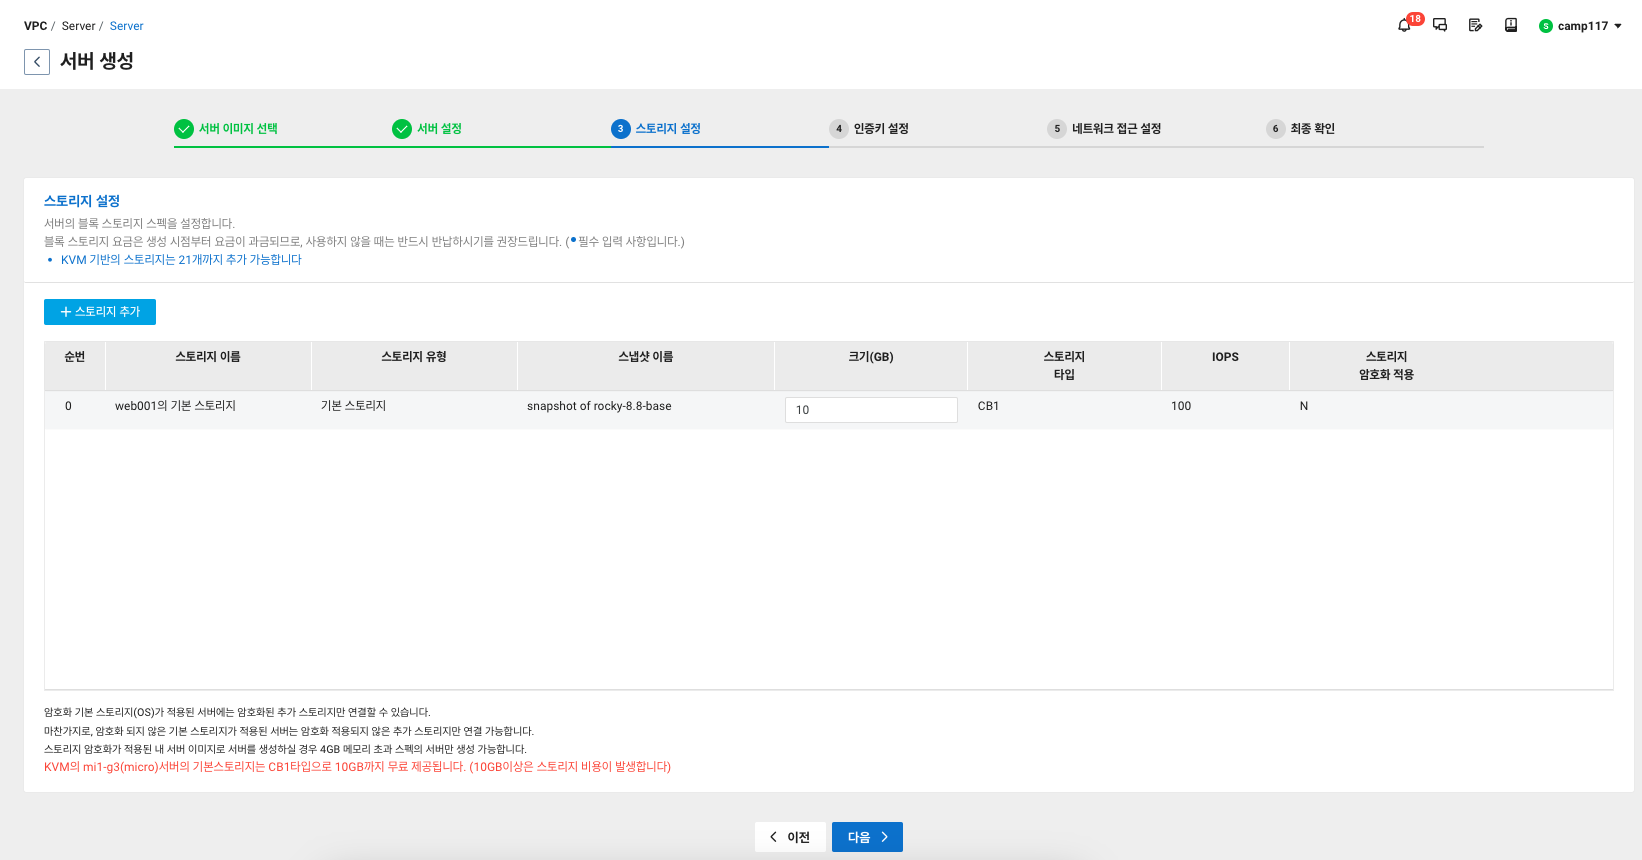 VPC / Server / Server
18
S camp117
서버 생성
서버 이미지 선택
서버 설정
3 스토리지 설정
4 인증키 설정
5 네트워크 접근 설정
6 최종 확인
스토리지 설정
서버의 블록 스토리지 스펙을 설정합니다.
블록 스토리지 요금은 생성 시점부터 요금이 과금되므로, 사용하지 않을 때는 반드시 반납하시기를 권장드립니다. (•필수 입력 사항입니다.)
• KVM 기반의 스토리지는 21개까지 추가 가능합니다
+ 스토리지 추가
순번 스토리지 이름 스토리지 유형 스냅샷 이름 크기(GB) 스토리지 타입 IOPS 스토리지 암호화 적용
0 web001의 기본 스토리지 기본 스토리지 snapshot of rocky-8.8-base 10 CB1 100 N
암호화 기본 스토리지(OS)가 적용된 서버에는 암호화된 추가 스토리지만 연결할 수 있습니다.
마찬가지로, 암호화 되지 않은 기본 스토리지가 적용된 서버는 암호화 적용되지 않은 추가 스토리지만 연결 가능합니다.
스토리지 암호화가 적용된 내 서버 이미지로 서버를 생성하실 경우 4GB 메모리 초과 스펙의 서버만 생성 가능합니다.
KVM의 mi1-g3(micro)서버의 기본스토리지는 CB1타입으로 10GB까지 무료 제공됩니다. (10GB이상은 스토리지 비용이 발생합니다)
이전
다음